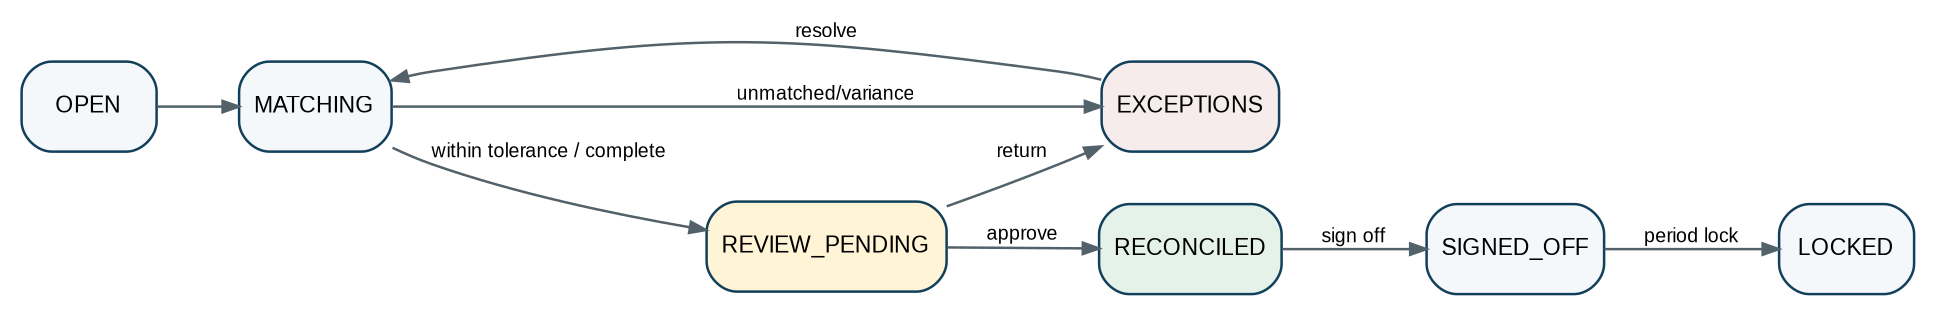 resolve
OPEN
MATCHING
unmatched/variance
EXCEPTIONS
within tolerance / complete
return
REVIEW_PENDING
approve
RECONCILED
sign off
SIGNED_OFF
period lock
LOCKED